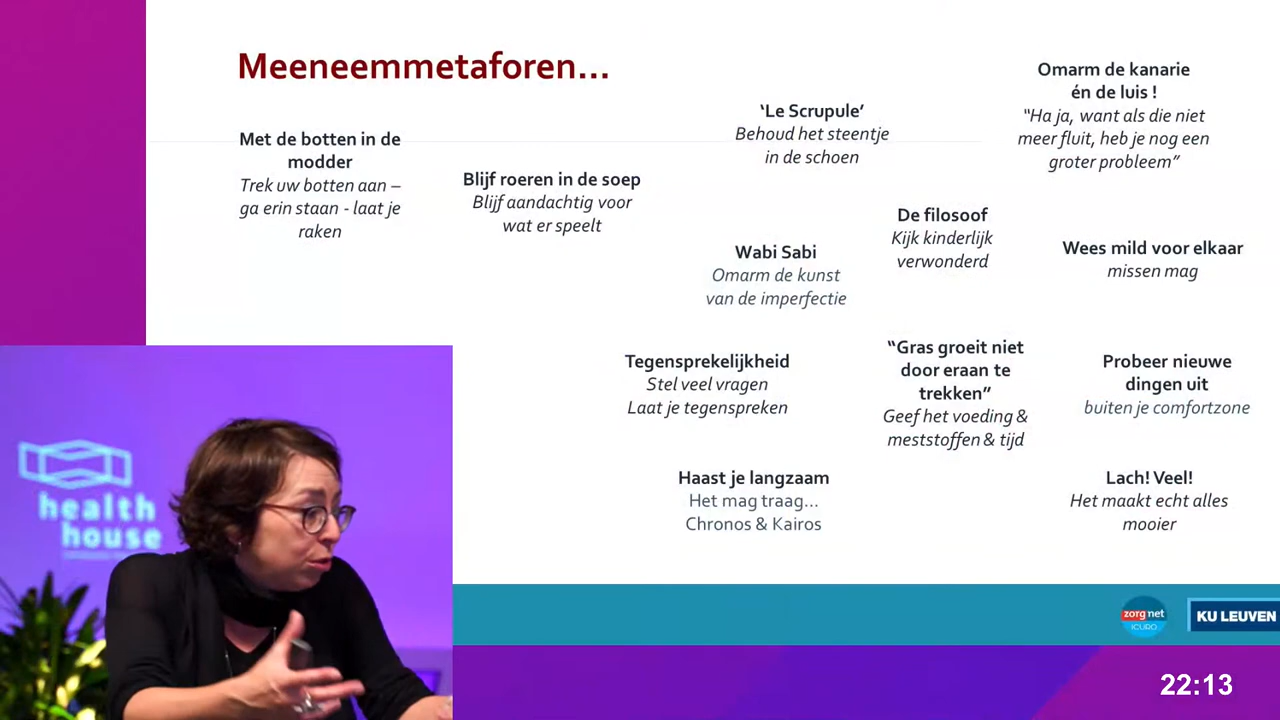 Meeneemmetaforen...
Met de botten in de
modder
Trek uw botten aan –
ga erin staan - laat je
raken
Blijf roeren in de soep
Blijf aandachtig voor
wat er speelt
‘Le Scrupule’
Behoud het steentje
in de schoen
Omarm de kanarie
én de luis !
“Ha ja, want als die niet
meer fluit, heb je nog een
groter probleem”
Wabi Sabi
Omarm de kunst
van de imperfectie
De filosoof
Kijk kinderlijk
verwonderd
Wees mild voor elkaar
missen mag
Tegensprekelijkheid
Stel veel vragen
Laat je tegenspreken
“Gras groeit niet
door eraan te
trekken”
Geef het voeding &
meststoffen & tijd
Probeer nieuwe
dingen uit
buiten je comfortzone
Haast je langzaam
Het mag traag...
Chronos & Kairos
Lach! Veel!
Het maakt echt alles
mooier
health
house
zorgnet
ICURO
KU LEUVEN
22:13